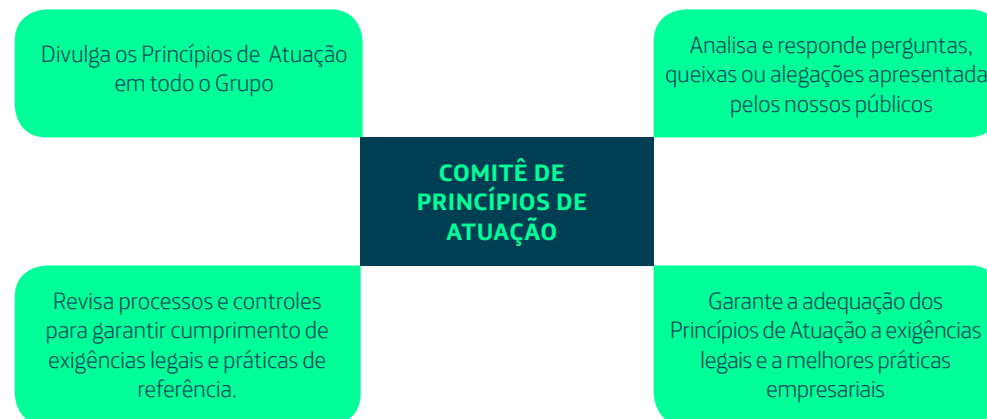 Divulga os Princípios de Atuação
em todo o Grupo
Analisa e responde perguntas,
queixas ou alegações apresentada
pelos nossos públicos
COMITÊ DE
PRINCÍPIOS DE
ATUAÇÃO
Revisa processos e controles
para garantir cumprimento de
exigências legais e práticas de
referência.
Garante a adequação dos
Princípios de Atuação a exigências
legais e a melhores práticas
empresariais